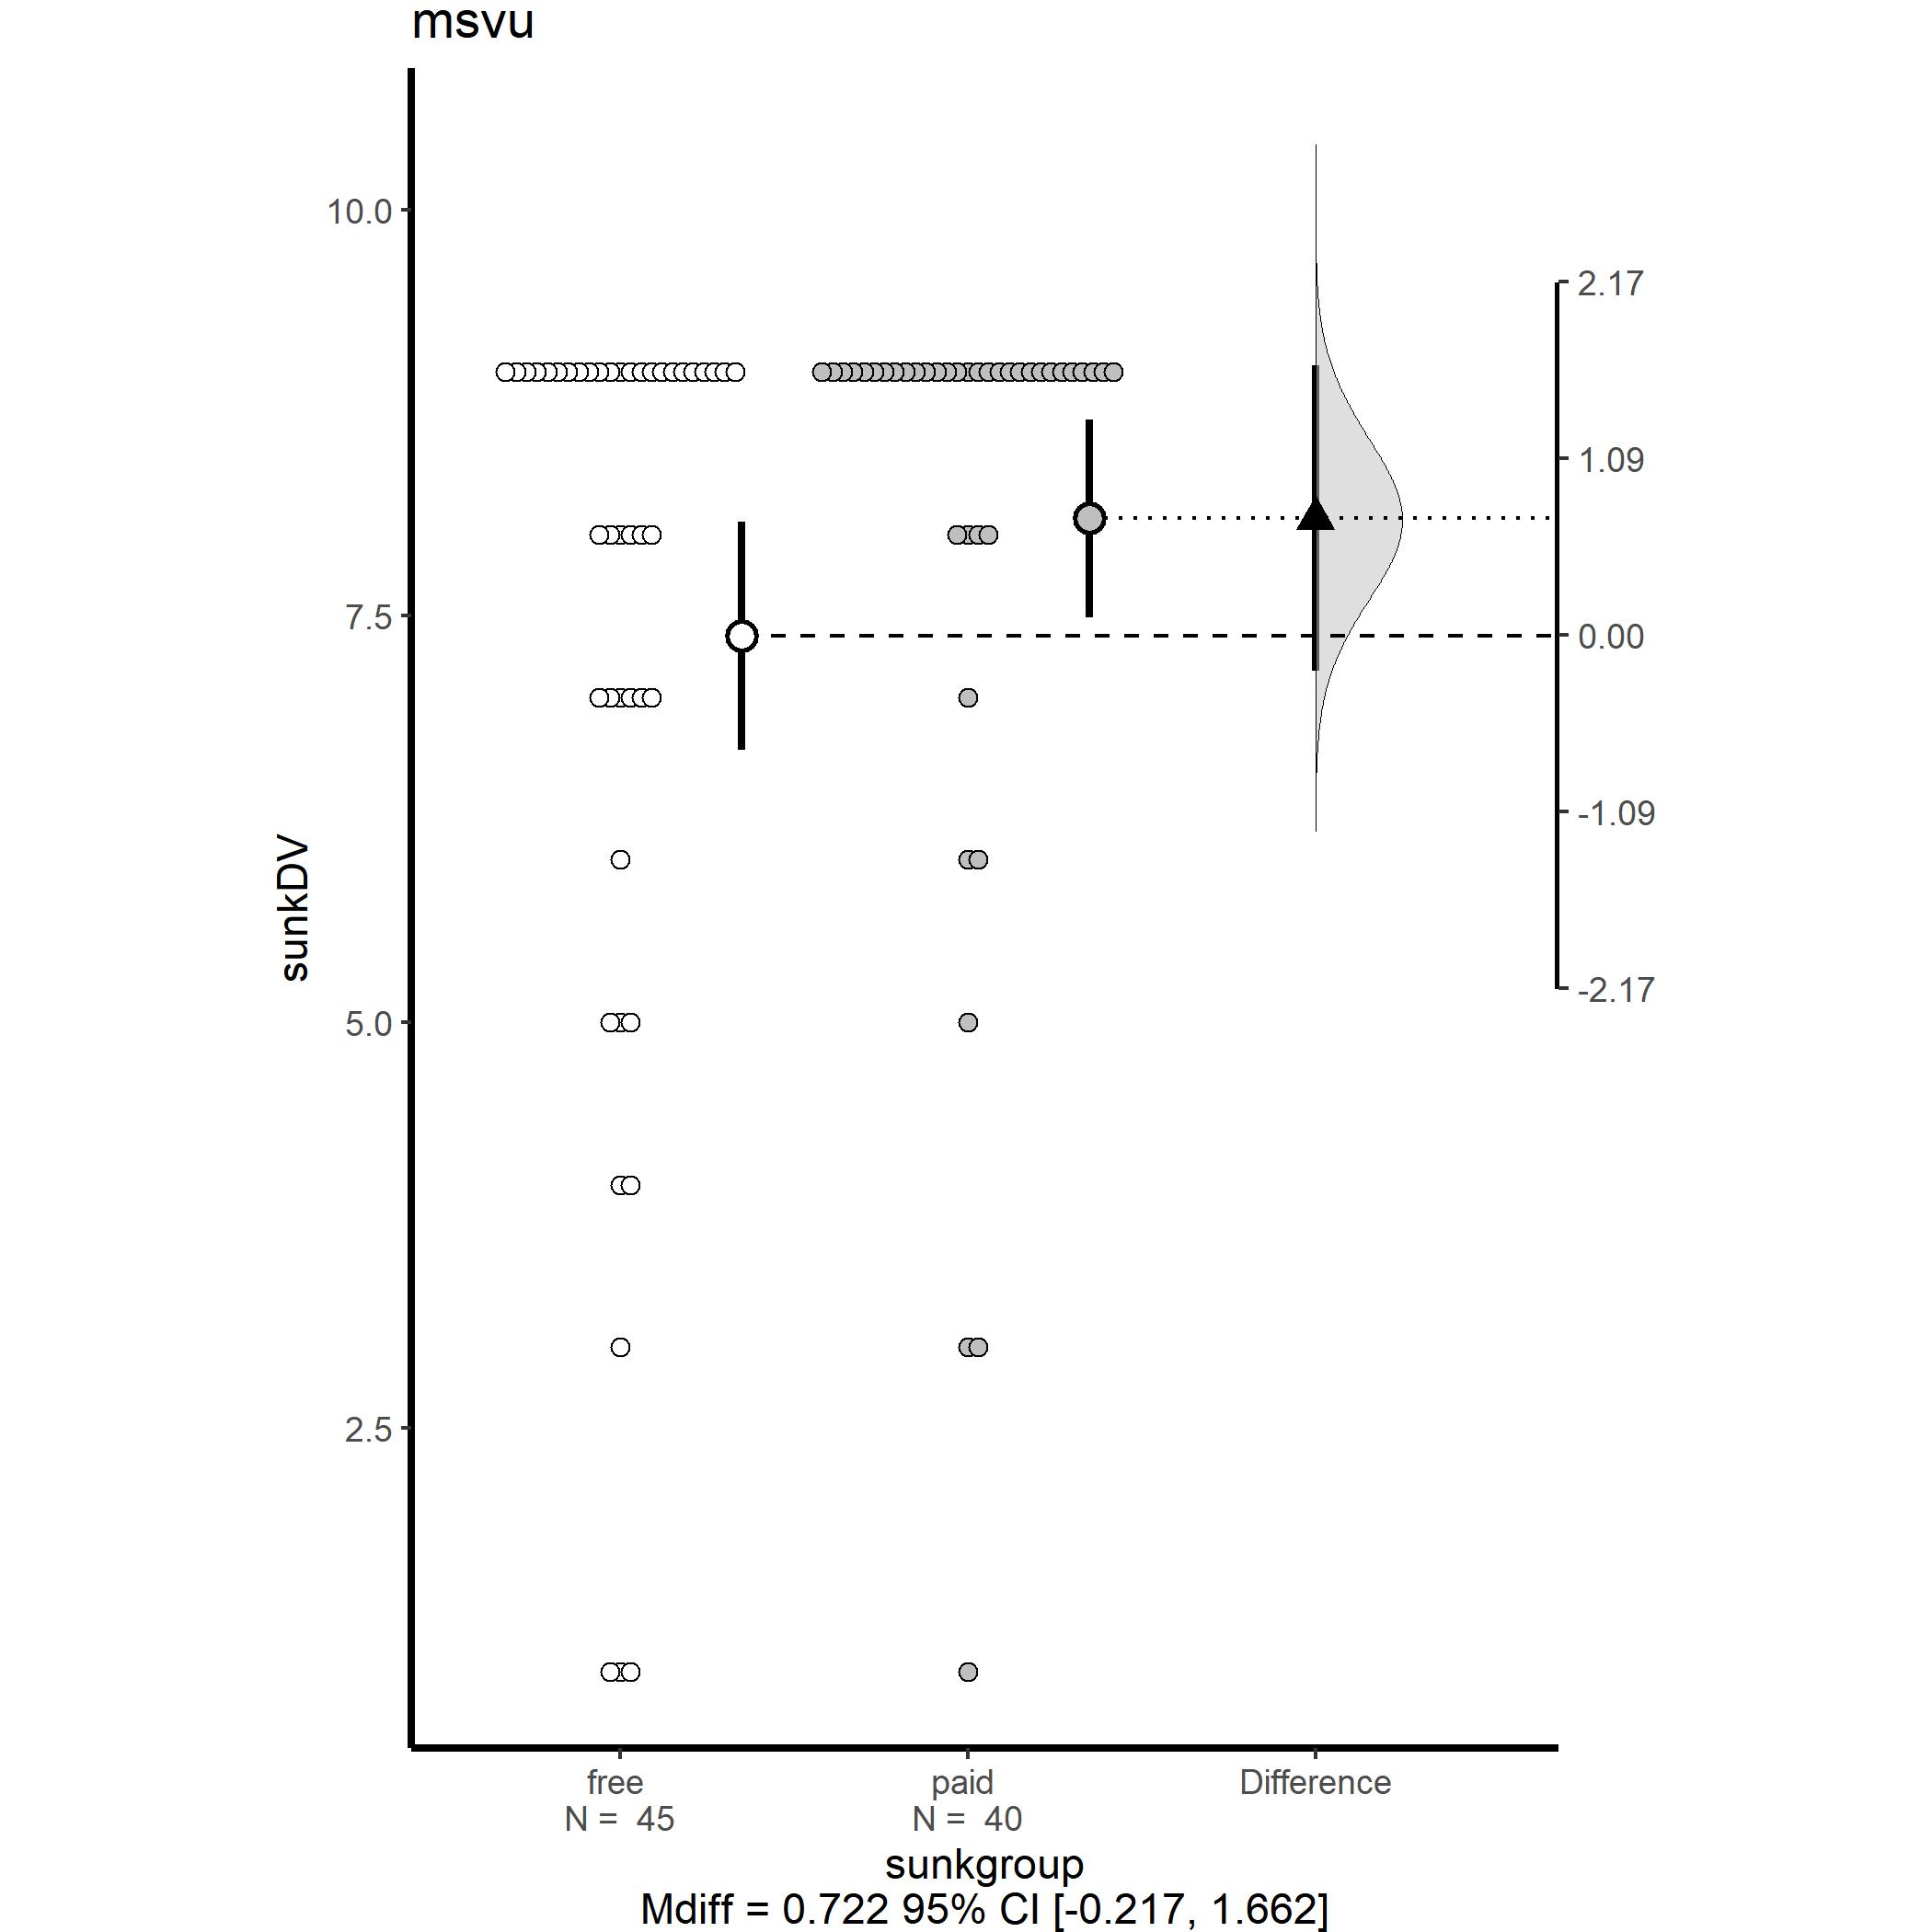 msvu
10.0
7.5
5.0
2.5
sunkDV
2.17
1.09
0.00
-1.09
-2.17
free
N =  45
paid
N =  40
Difference
sunkgroup
Mdiff = 0.722 95% CI [-0.217, 1.662]